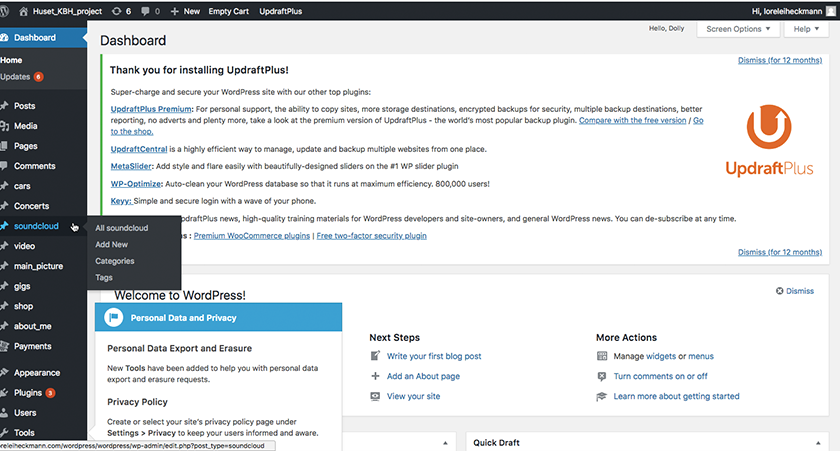 Huset_KBH_project 6 0 New Empty Cart UpdraftPlus Hi, loreleiheckmann
Dashboard
Home
Updates 6
Posts
Media
Pages
Comments
cars
Concerts
soundcloud
video
main_picture
gigs
shop
about_me
Payments
Appearance
Plugins 3
Users
Tools
All soundcloud
Add New
Categories
Tags
Hello, Dolly Screen Options Help
Dashboard
Dismiss (for 12 months)
Thank you for installing UpdraftPlus!
Super-charge and secure your WordPress site with our other top plugins:
UpdraftPlus Premium: For personal support, the ability to copy sites, more storage destinations, encrypted backups for security, multiple backup destinations, better
reporting, no adverts and plenty more, take a look at the premium version of UpdraftPlus - the world's most popular backup plugin. Compare with the free version / Go
to the shop.
UpdraftCentral is a highly efficient way to manage, update and backup multiple websites from one place.
MetaSlider: Add style and flare easily with beautifully-designed sliders on the #1 WP slider plugin
WP-Optimize: Auto-clean your WordPress database so that it runs at maximum efficiency. 800,000 users!
Keyy: Simple and secure login with a wave of your phone.
UpdraftPlus
pdraftPlus news, high-quality training materials for WordPress developers and site-owners, and general WordPress news. You can de-subscribe at any time.
s : Premium WooCommerce plugins | Free two-factor security plugin
Dismiss (for 12 months)
Welcome to WordPress!
Dismiss
Personal Data and Privacy
Personal Data Export and Erasure
New Tools have been added to help you with personal data
export and erasure requests.
Privacy Policy
Create or select your site's privacy policy page under
Settings > Privacy to keep your users informed and aware.
Next Steps
Write your first blog post
Add an About page
View your site
More Actions
Manage widgets or menus
Turn comments on or off
Learn more about getting started
Quick Draft
oreleiheckmann.com/wordpress/wordpress/wp-admin/edit.php?post_type=soundcloud